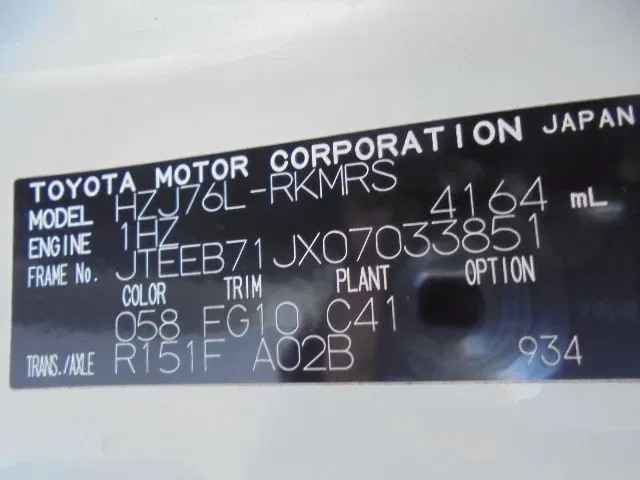 TOYOTA MOTOR CORPORATION JAPAN
MODEL HZJ76L-RKMRS
ENGINE 1HZ 4164 mL
FRAME No. JTEEB71JX07033851
COLOR TRIM PLANT OPTION
058 FG10 C41
TRANS./AXLE R151F A02B 934